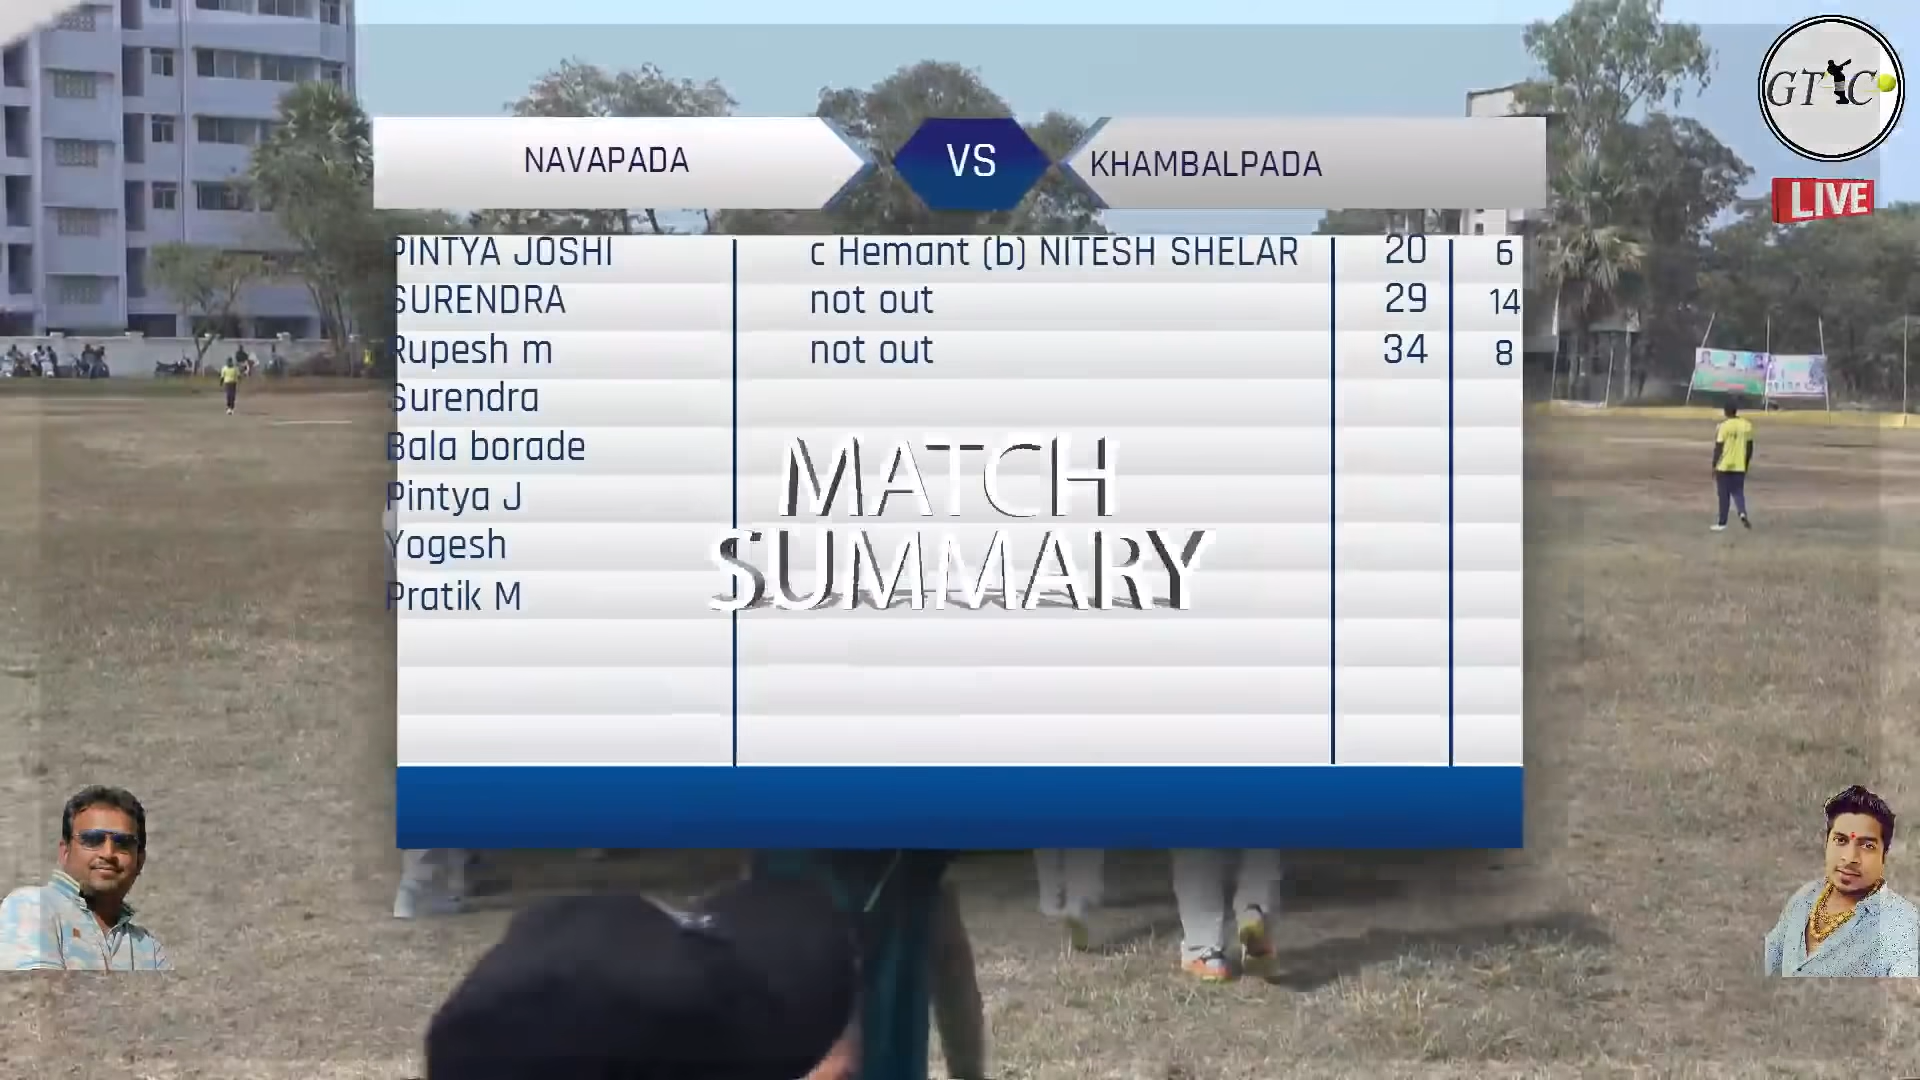 GTC
LIVE
NAVAPADA VS KHAMBALPADA
PINTYA JOSHI c Hemant (b) NITESH SHELAR 20 6
SURENDRA not out 29 14
Rupesh m not out 34 8
Surendra
Bala borade
Pintya J
Yogesh
Pratik M
MATCH
SUMMARY